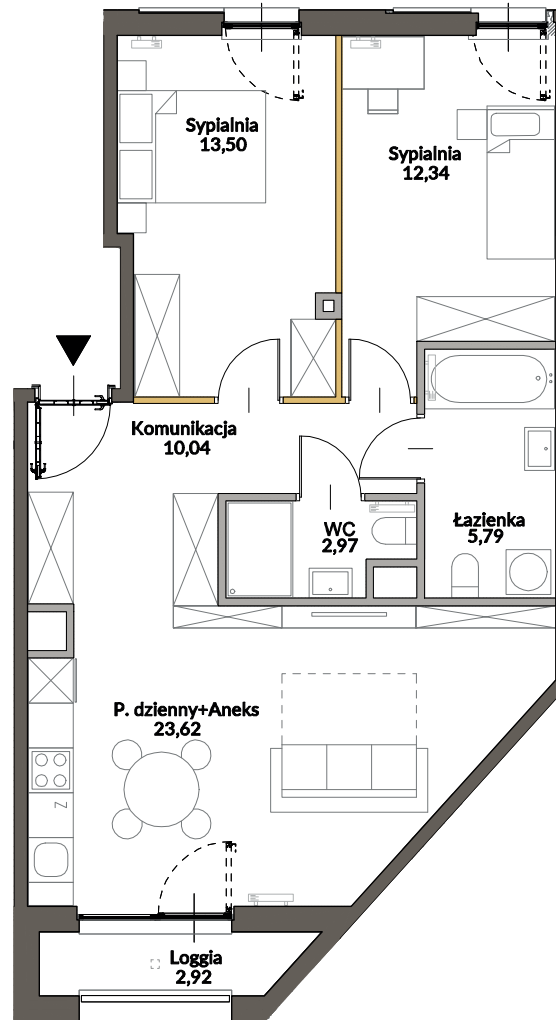 Sypialnia
13,50
Sypialnia
12,34
Komunikacja
10,04
WC
2,97
Łazienka
5,79
P. dzienny+Aneks
23,62
Z
Loggia
2,92